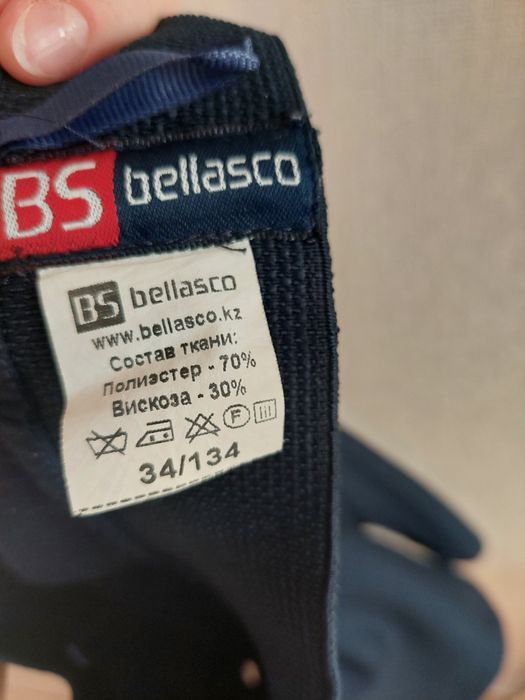 BS bellasco
BS bellasco
www.bellasco.kz
Состав ткани:
Полиэстер - 70%
Вискоза - 30%
F
34/134